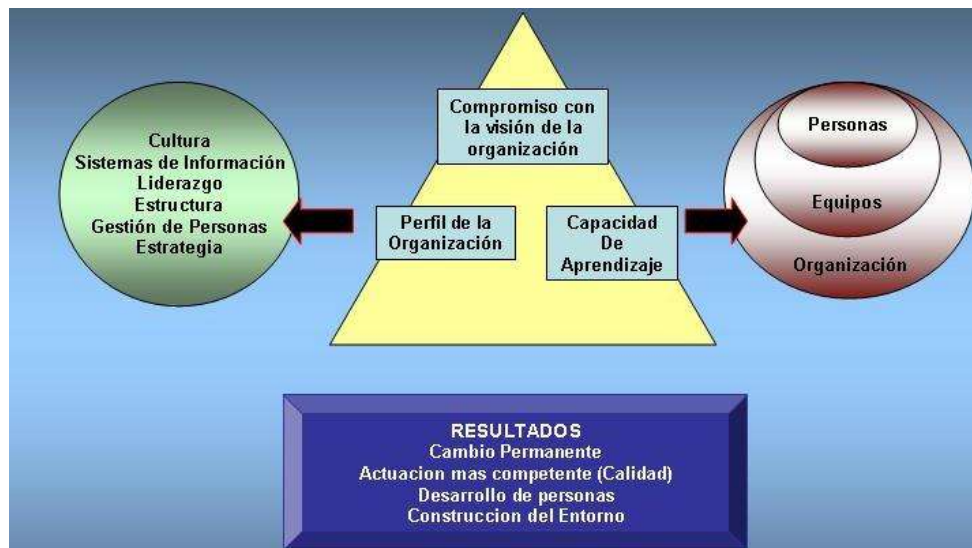 Compromiso con
la visión de la
organización
Cultura
Sistemas de Información
Liderazgo
Estructura
Gestión de Personas
Estrategia
Perfil de la
Organización
Capacidad
De
Aprendizaje
Personas
Equipos
Organización
RESULTADOS
Cambio Permanente
Actuacion mas competente (Calidad)
Desarrollo de personas
Construccion del Entorno